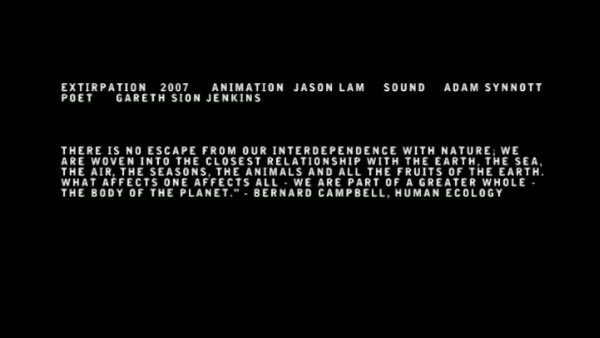 EXTIRPATION 2007 ANIMATION JASON LAM SOUND ADAM SYNNOTT
POET GARETH SION JENKINS
THERE IS NO ESCAPE FROM OUR INTERDEPENDENCE WITH NATURE; WE
ARE WOVEN INTO THE CLOSEST RELATIONSHIP WITH THE EARTH, THE SEA,
THE AIR, THE SEASONS, THE ANIMALS AND ALL THE FRUITS OF THE EARTH.
WHAT AFFECTS ONE AFFECTS ALL - WE ARE PART OF A GREATER WHOLE -
THE BODY OF THE PLANET." - BERNARD CAMPBELL, HUMAN ECOLOGY